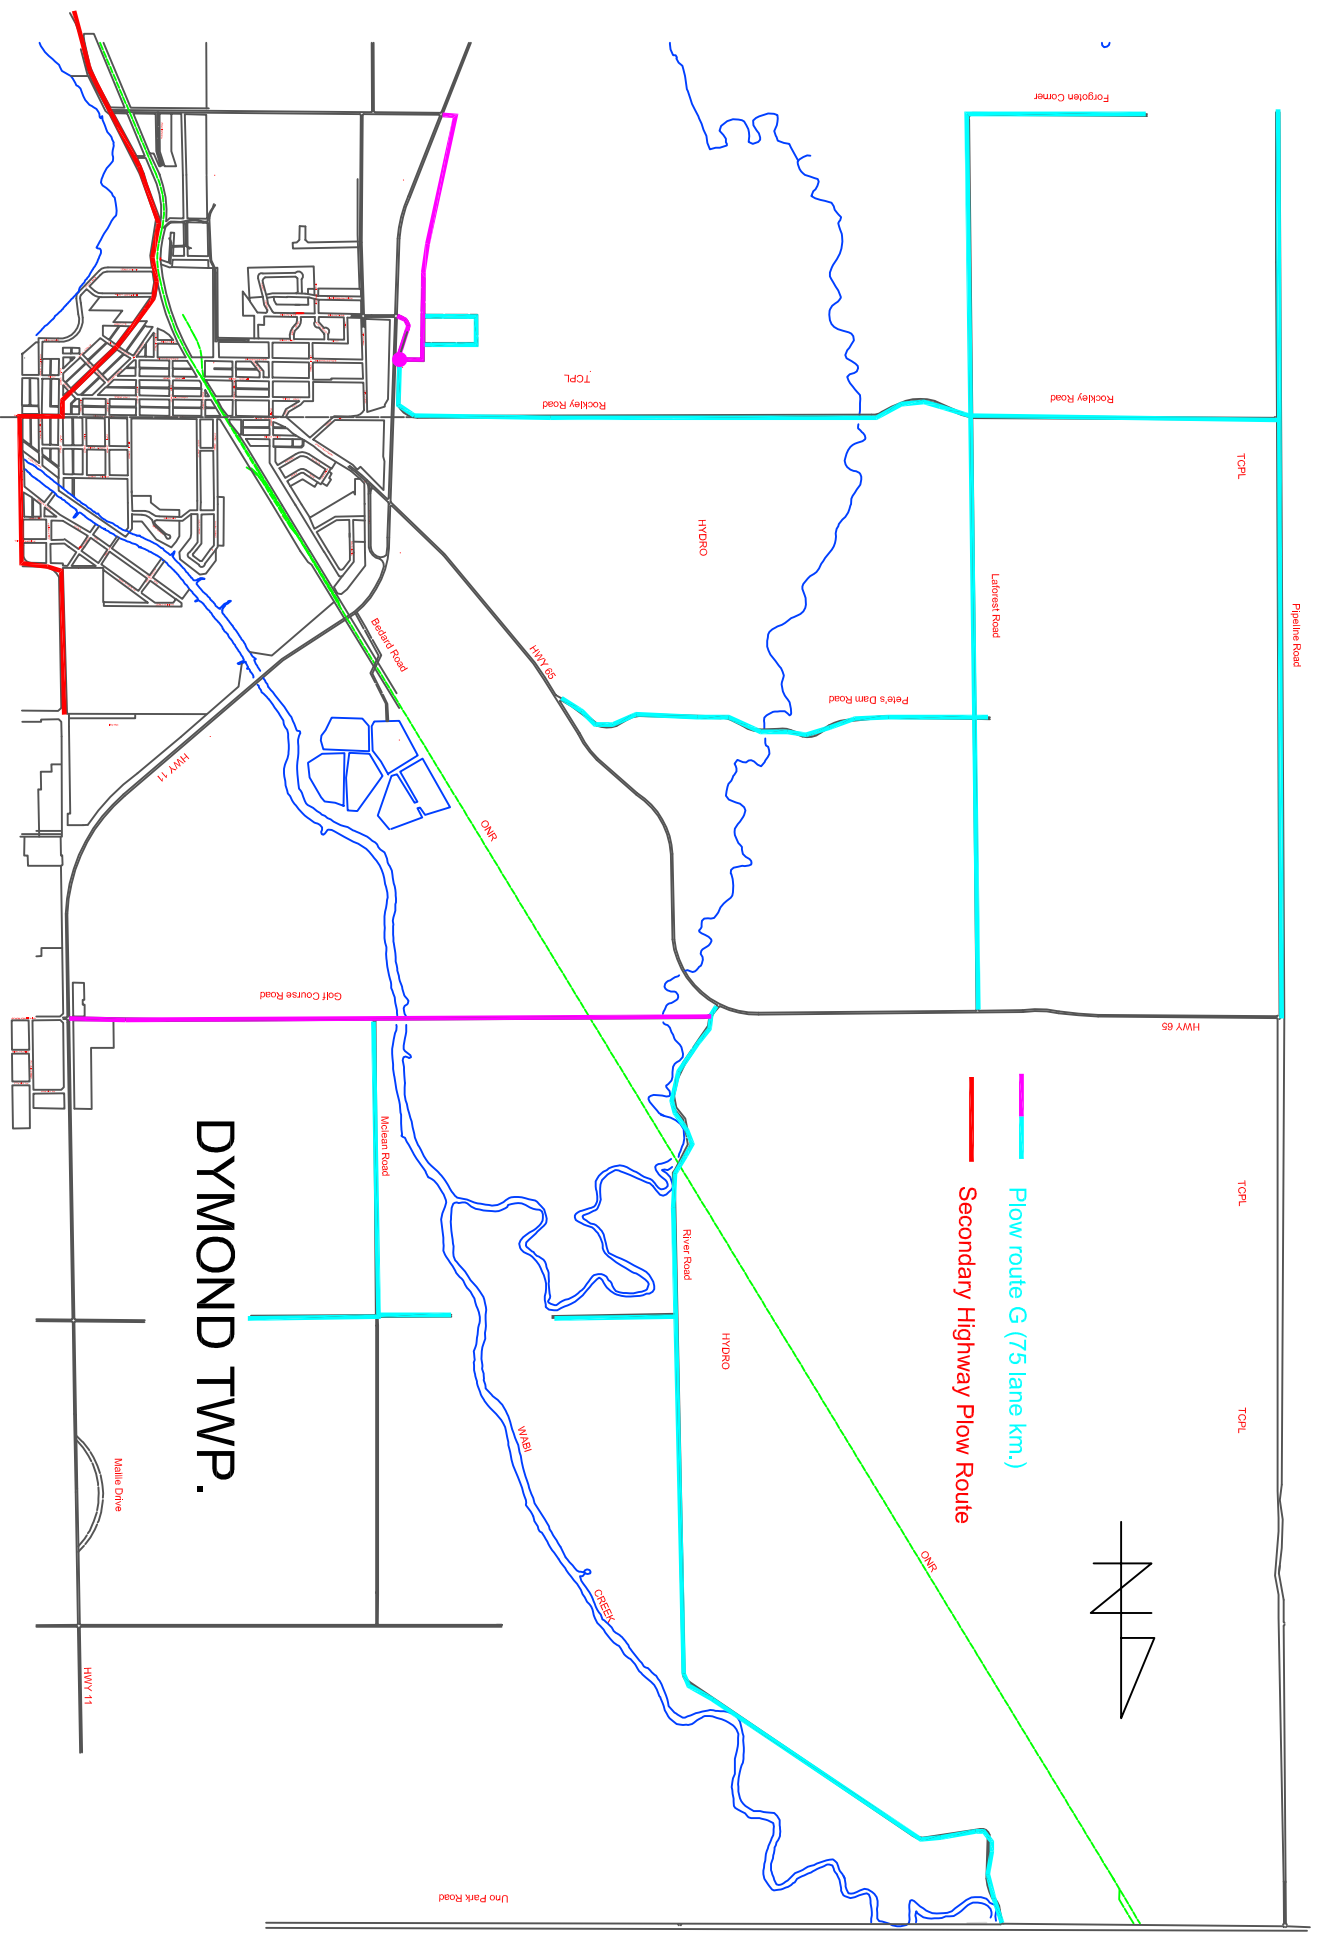 Forgoten Corner
TCPL
Rockley Road
Rockley Road
TCPL
HYDRO
Laforest Road
Pipeline Road
Bedard Road
HWY 65
Pete's Dam Road
HWY 11
ONR
Golf Course Road
HWY 65
Mclean Road
DYMOND TWP.
Plow route G (75 lane km.)
Secondary Highway Plow Route
TCPL
River Road
HYDRO
TCPL
WABI
CREEK
Mallie Drive
ONR
N
HWY 11
Uno Park Road